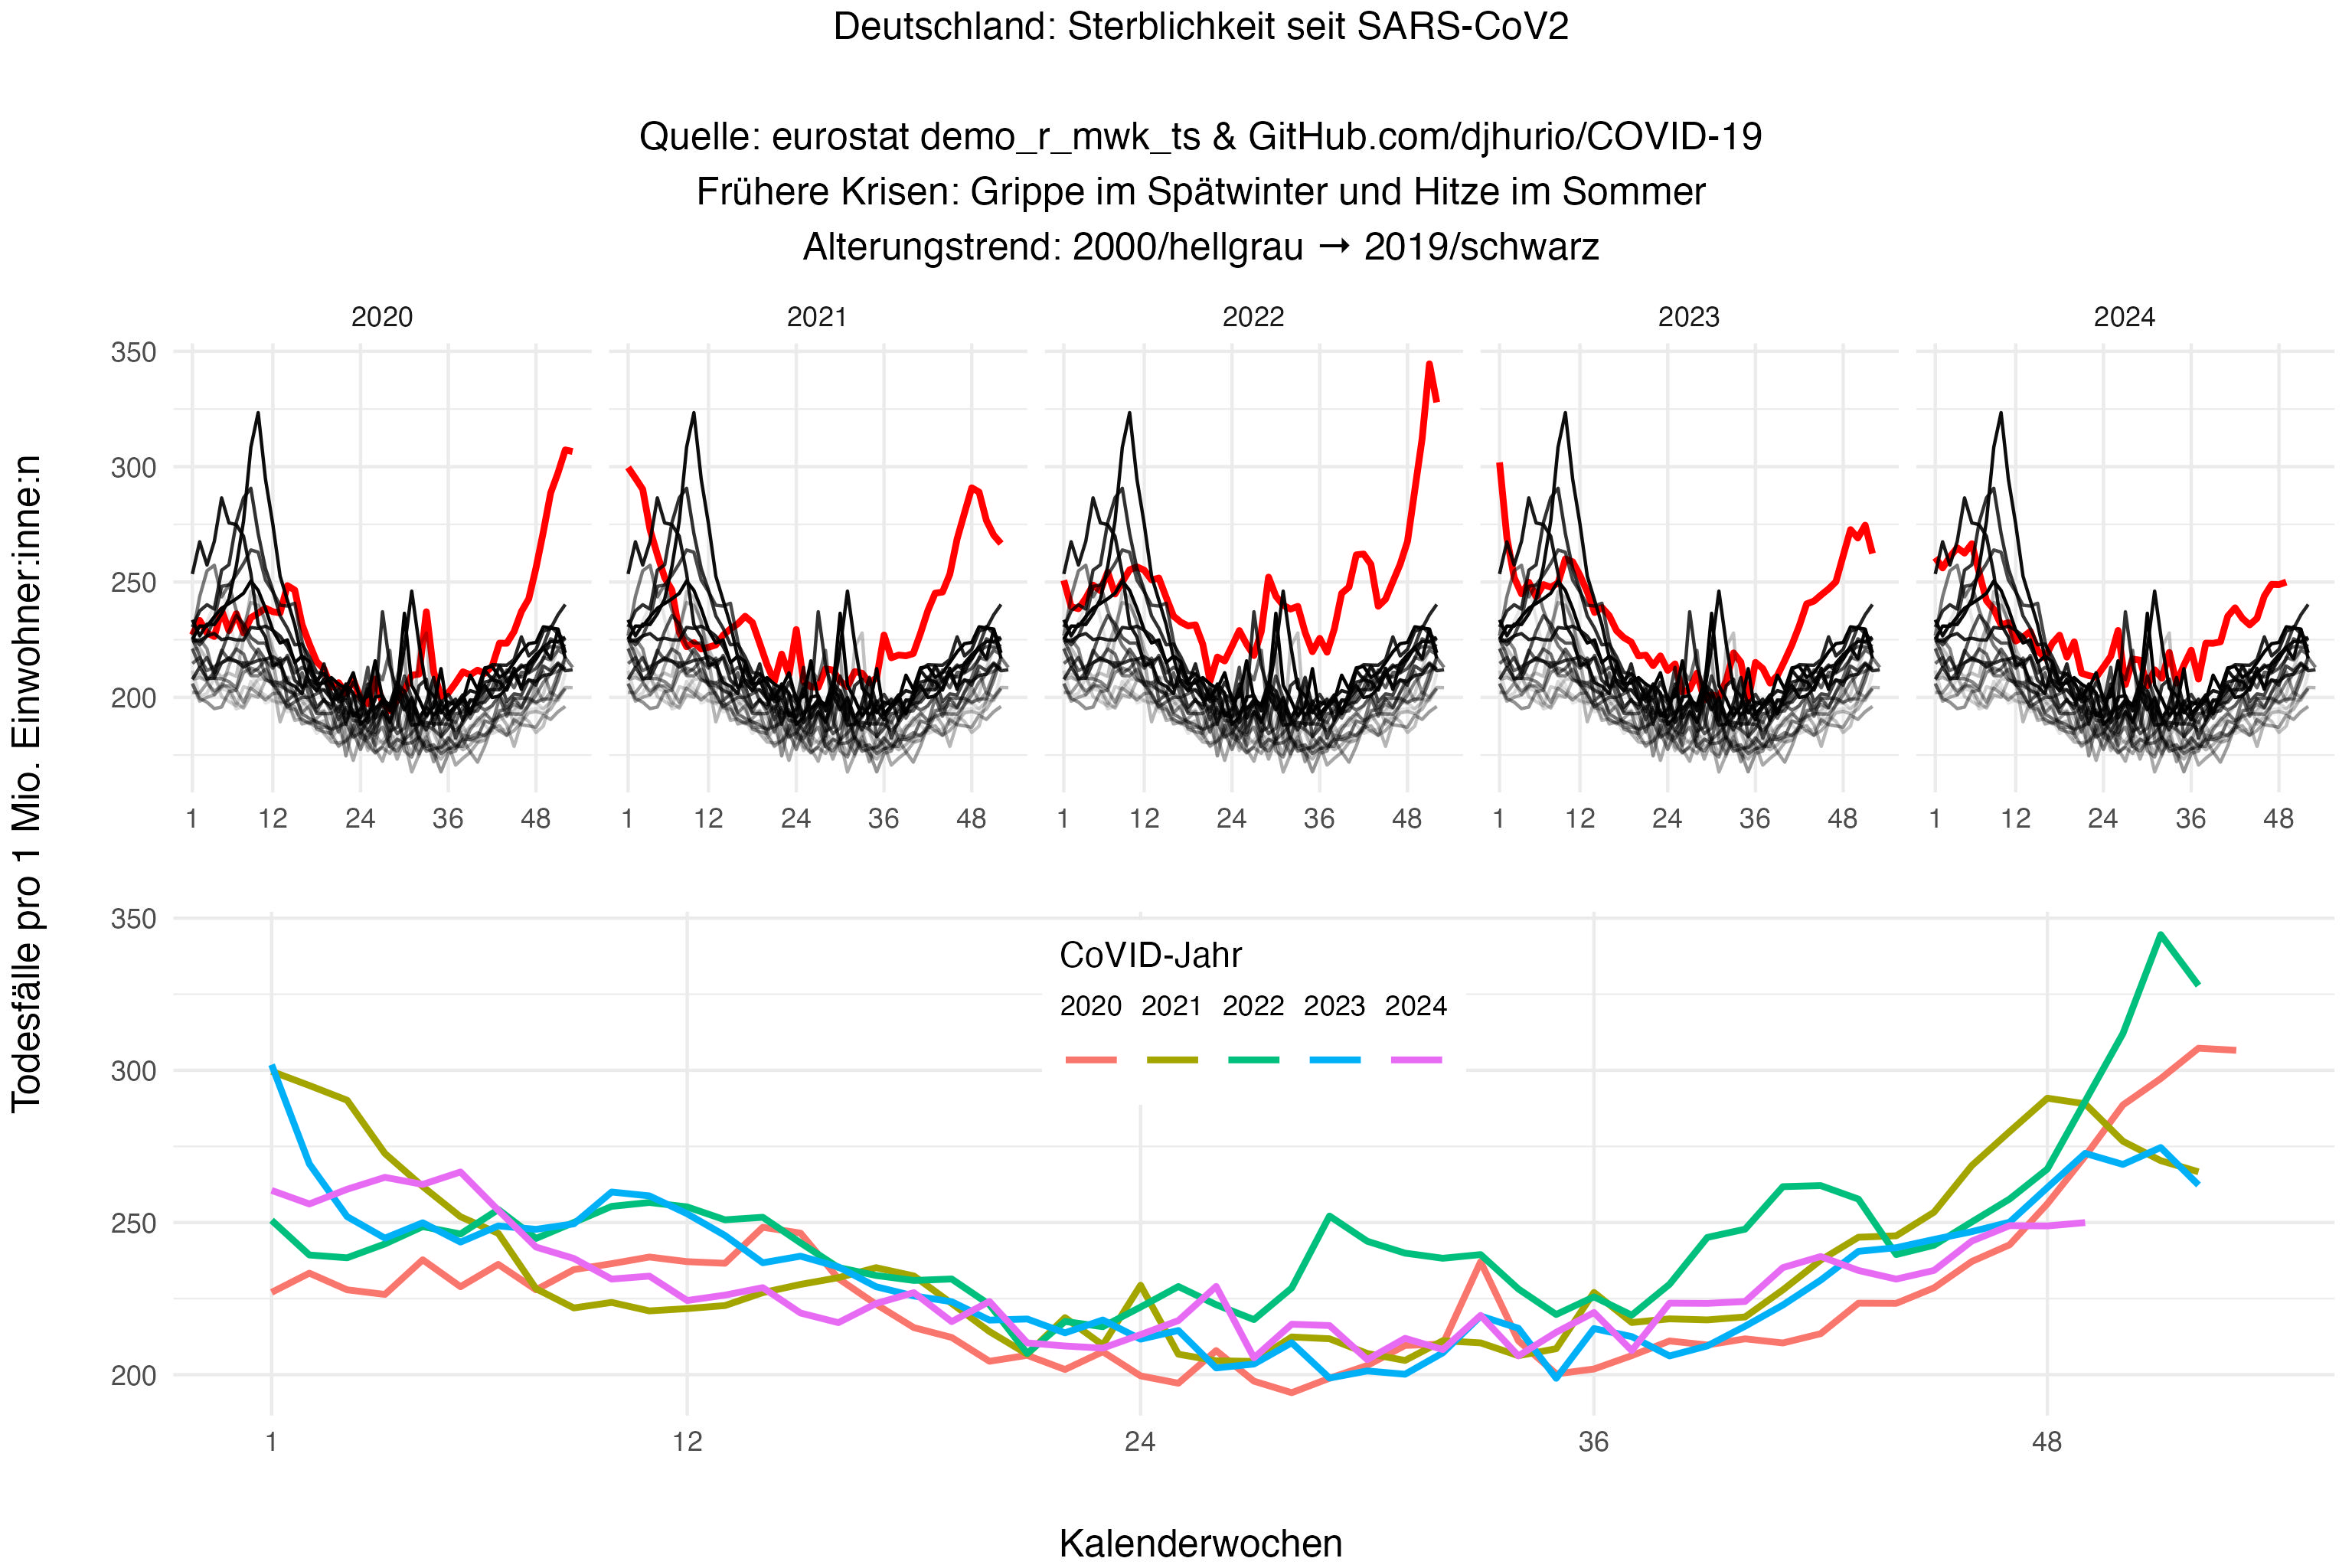 Deutschland: Sterblichkeit seit SARS-CoV2
Quelle: eurostat demo_r_mwk_ts & GitHub.com/djhurio/COVID-19
Frühere Krisen: Grippe im Spätwinter und Hitze im Sommer
Alterungstrend: 2000/hellgrau → 2019/schwarz
Todesfälle pro 1 Mio. Einwohner:inne:n
2020 2021 2022 2023 2024
350
300
250
200
1 12 24 36 48 1 12 24 36 48 1 12 24 36 48 1 12 24 36 48 1 12 24 36 48
350
300
250
200
CoVID-Jahr
2020 2021 2022 2023 2024
1 12 24 36 48
Kalenderwochen